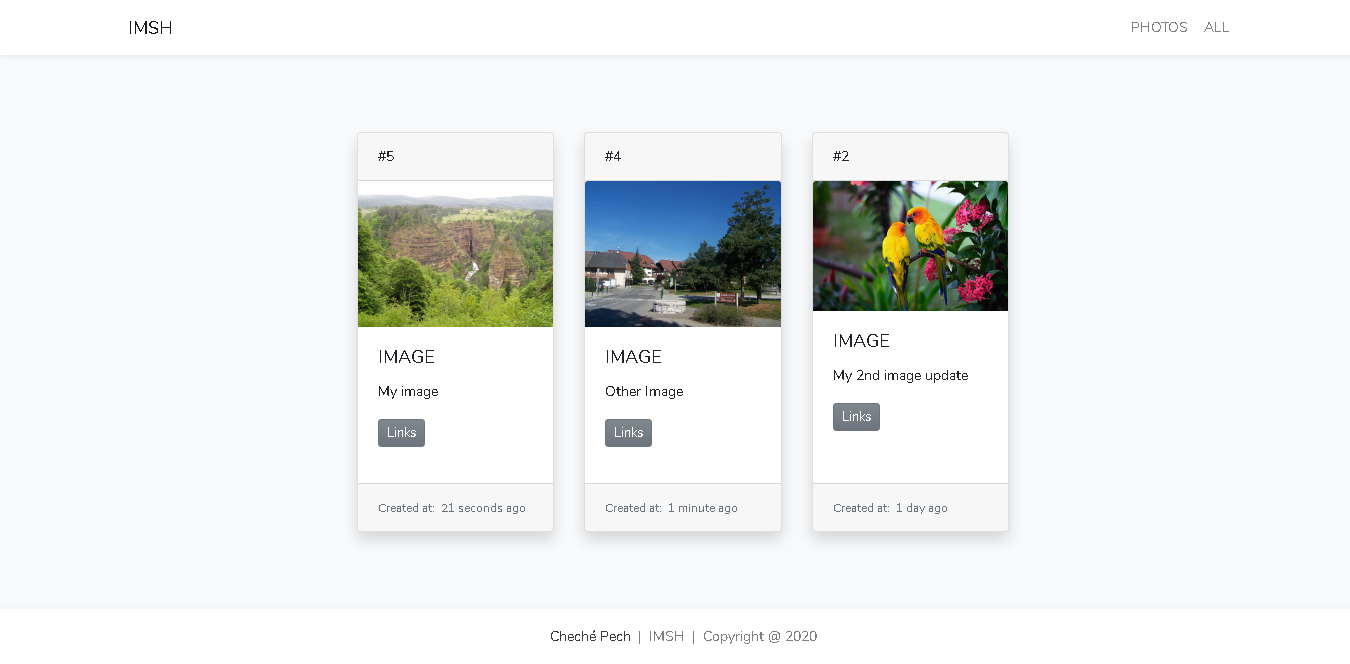 IMSH PHOTOS ALL
#5
IMAGE
My image
Links
Created at: 21 seconds ago
#4
IMAGE
Other Image
Links
Created at: 1 minute ago
#2
IMAGE
My 2nd image update
Links
Created at: 1 day ago
Cheché Pech | IMSH | Copyright @ 2020